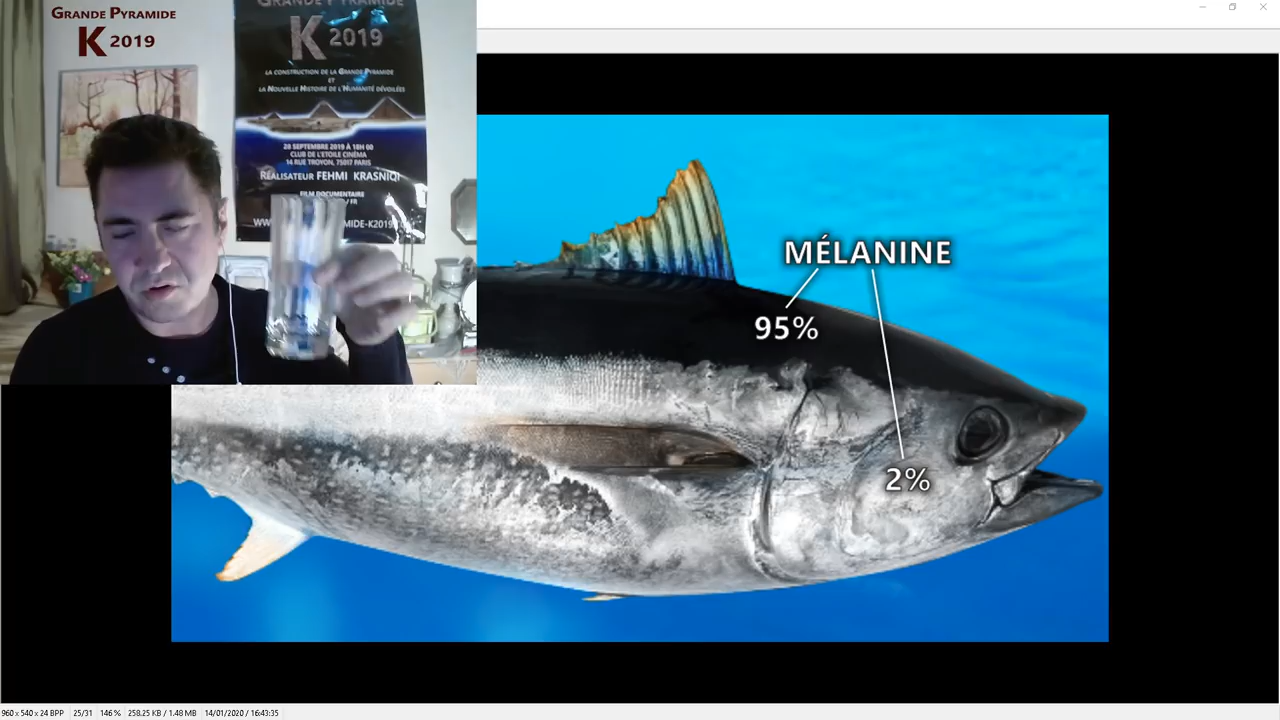 GRANDE PYRAMIDE
K 2019
GRANDE PYRAMIDE
K 2019
LA CONSTRUCTION DE LA GRANDE PYRAMIDE
ET
LA NOUVELLE HISTOIRE DE L'HUMANITÉ DÉVOILÉES
28 SEPTEMBRE 2019 À 18H 00
CLUB DE L'ETOILE CINÉMA
14 RUE TROYON, 75017 PARIS
RÉALISATEUR FEHMI KRASNIQI
FILM DOCUMENTAIRE
/ FR
MÉLANINE
95%
2%
960 x 540 x 24 BPP 25/31 146 % 258.25 KB / 1.48 MB 14/01/2020 / 16:43:35